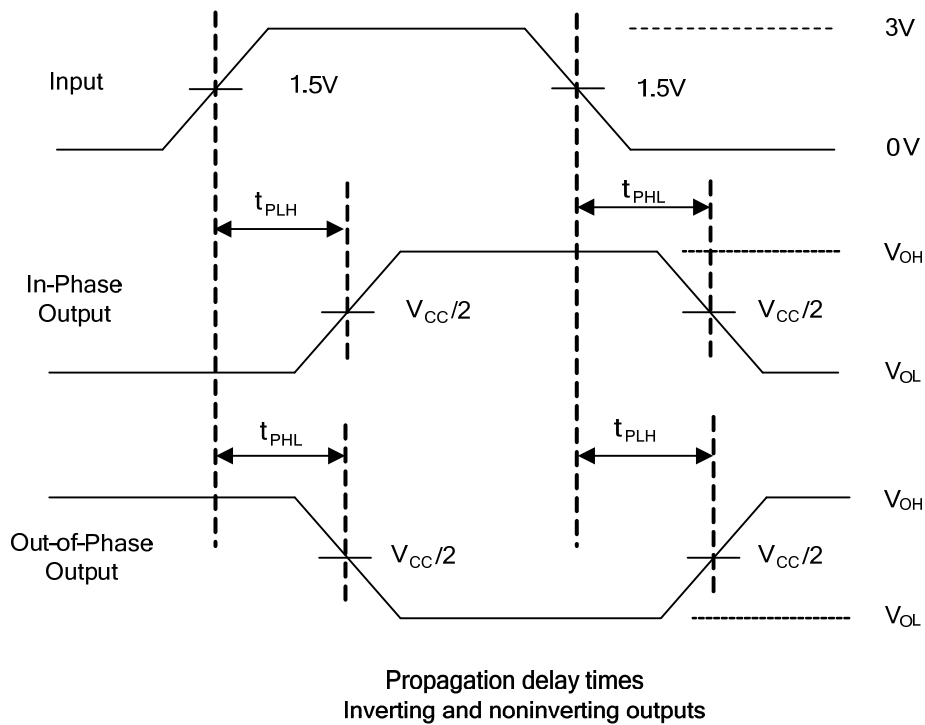 3V
Input
1.5V
1.5V
0V
tPLH
tPHL
VOH
In-Phase
Output
VCC/2
VCC/2
VOL
tPHL
tPLH
VOH
Out-of-Phase
Output
VCC/2
VCC/2
VOL
Propagation delay times
Inverting and noninverting outputs